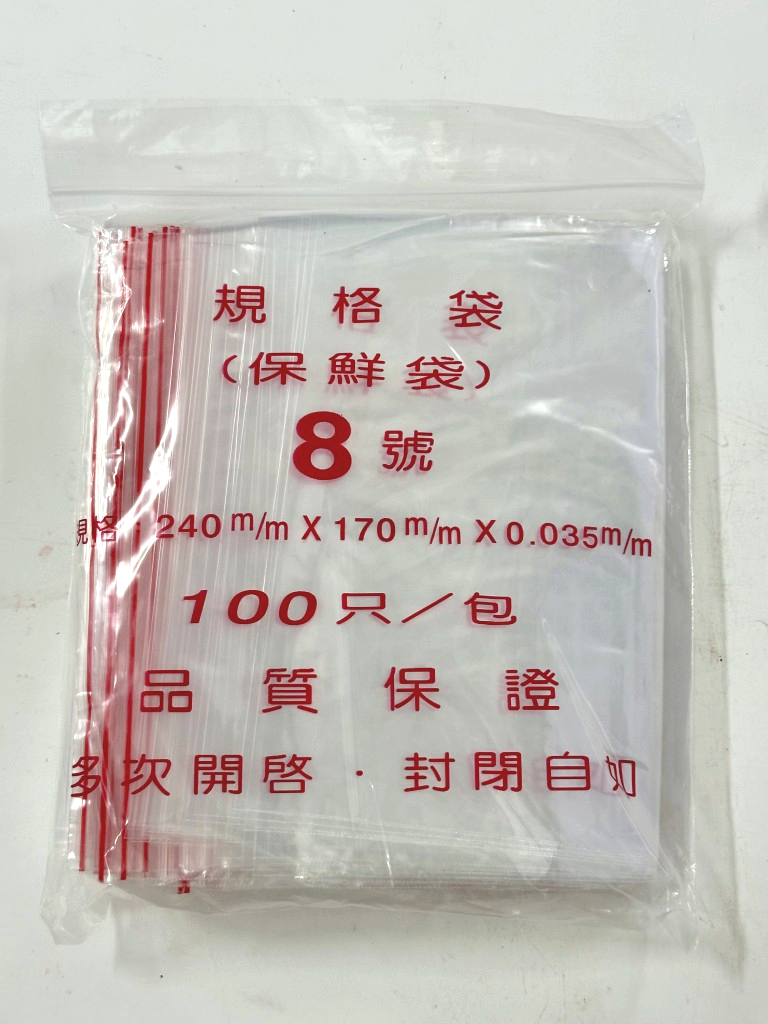 規格袋
(保鮮袋)
8號
規格：240 m/m X 170 m/m X 0.035m/m
100只／包
品質保證
多次開啓・封閉自如